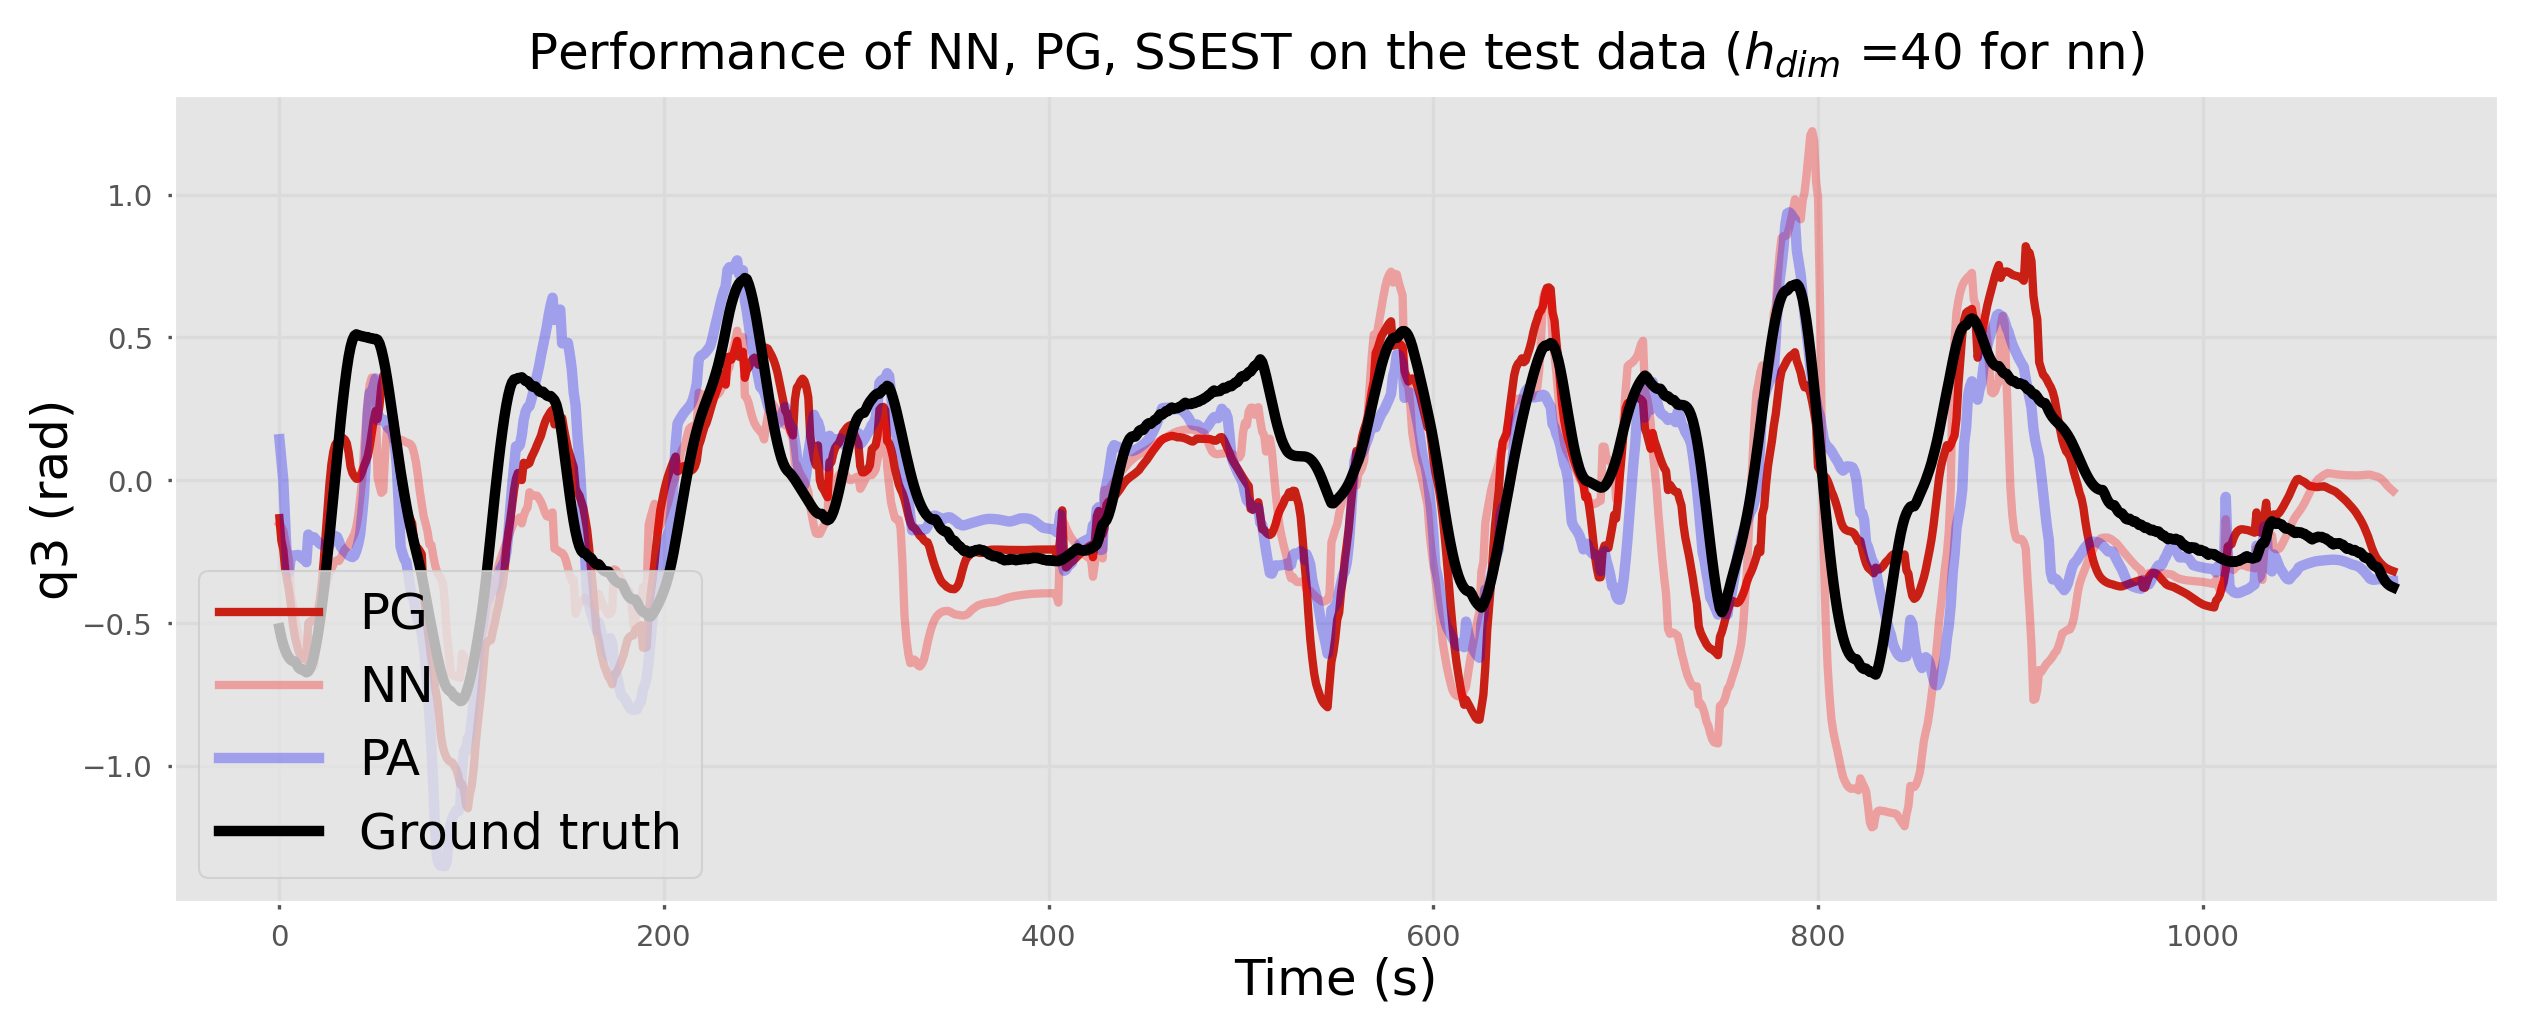 Performance of NN, PG, SSEST on the test data (h_dim =40 for nn)
q3 (rad)
1.0
0.5
0.0
−0.5
−1.0
PG
NN
PA
Ground truth
0 200 400 600 800 1000
Time (s)